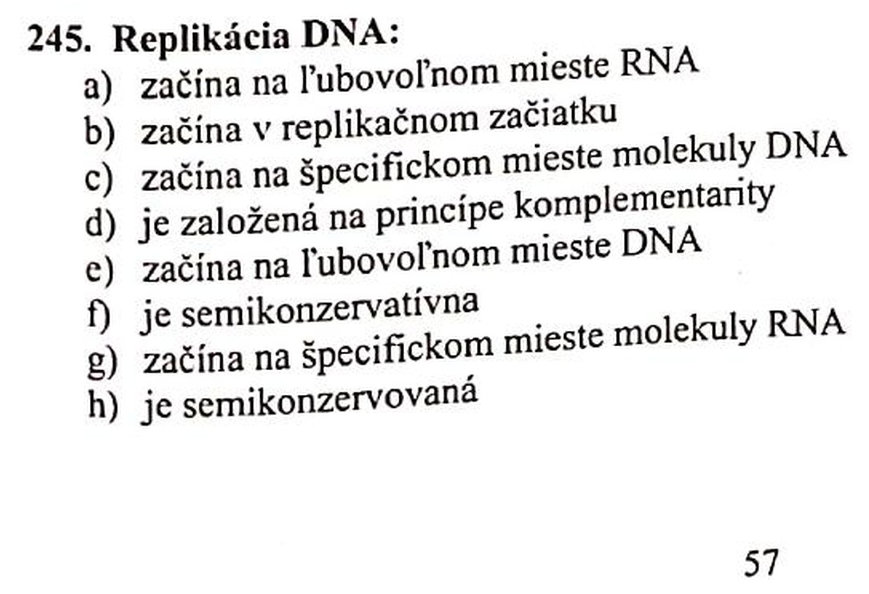 245. Replikácia DNA:
a) začína na ľubovoľnom mieste RNA
b) začína v replikačnom začiatku
c) začína na špecifickom mieste molekuly DNA
d) je založená na princípe komplementarity
e) začína na ľubovoľnom mieste DNA
f) je semikonzervatívna
g) začína na špecifickom mieste molekuly RNA
h) je semikonzervovaná
57